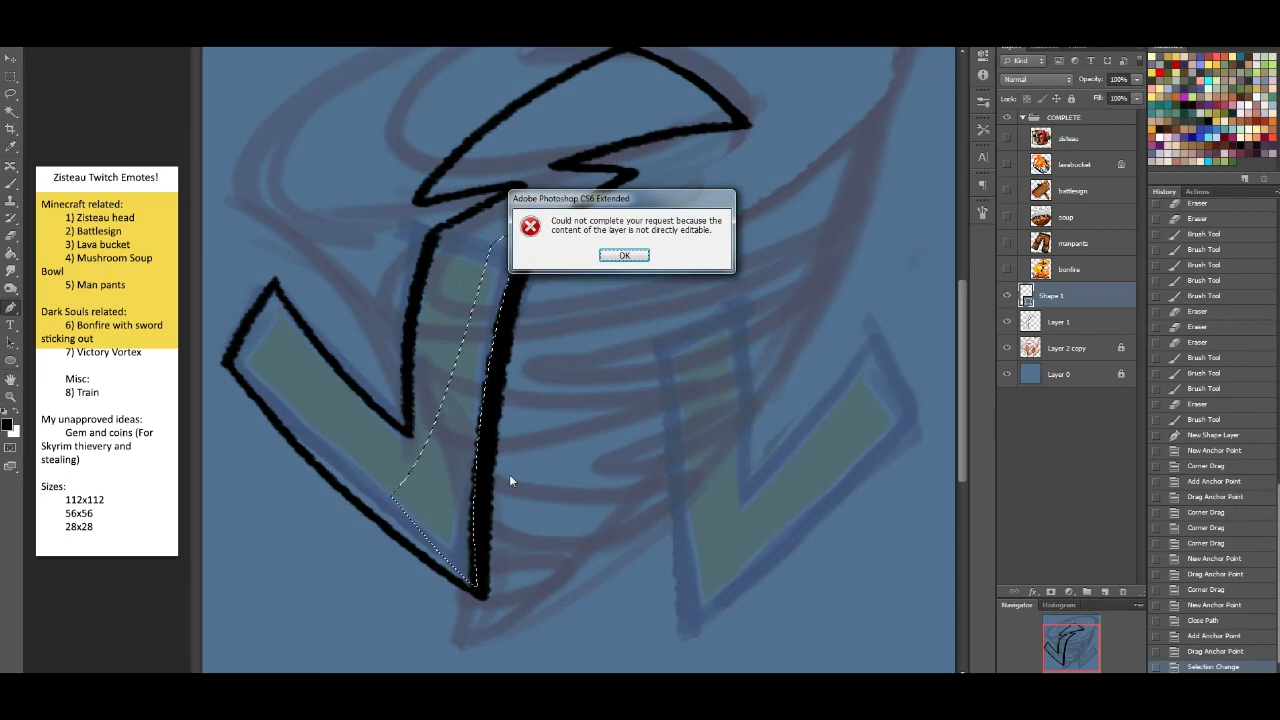 Zisteau Twitch Emotes!
Minecraft related:
1) Zisteau head
2) Battlesign
3) Lava bucket
4) Mushroom Soup
Bowl
5) Man pants
Dark Souls related:
6) Bonfire with sword
sticking out
7) Victory Vortex
Misc:
8) Train
My unapproved ideas:
Gem and coins (For
Skyrim thievery and
stealing)
Sizes:
112x112
56x56
28x28
Adobe Photoshop CS6 Extended
Could not complete your request because the
content of the layer is not directly editable.
OK
Kind
Normal
Opacity: 100%
Lock:
Fill: 100%
COMPLETE
zisteau
lavabucket
battlesign
soup
manpants
bonfire
Shape 1
Layer 1
Layer 2 copy
Layer 0
Navigator
Histogram
History
Actions
Eraser
Eraser
Brush Tool
Brush Tool
Brush Tool
Brush Tool
Brush Tool
Eraser
Eraser
Eraser
Brush Tool
Brush Tool
Brush Tool
Eraser
Brush Tool
New Shape Layer
New Anchor Point
Corner Drag
Add Anchor Point
Drag Anchor Point
Corner Drag
Corner Drag
Corner Drag
New Anchor Point
Drag Anchor Point
Corner Drag
New Anchor Point
Close Path
Add Anchor Point
Drag Anchor Point
Selection Change